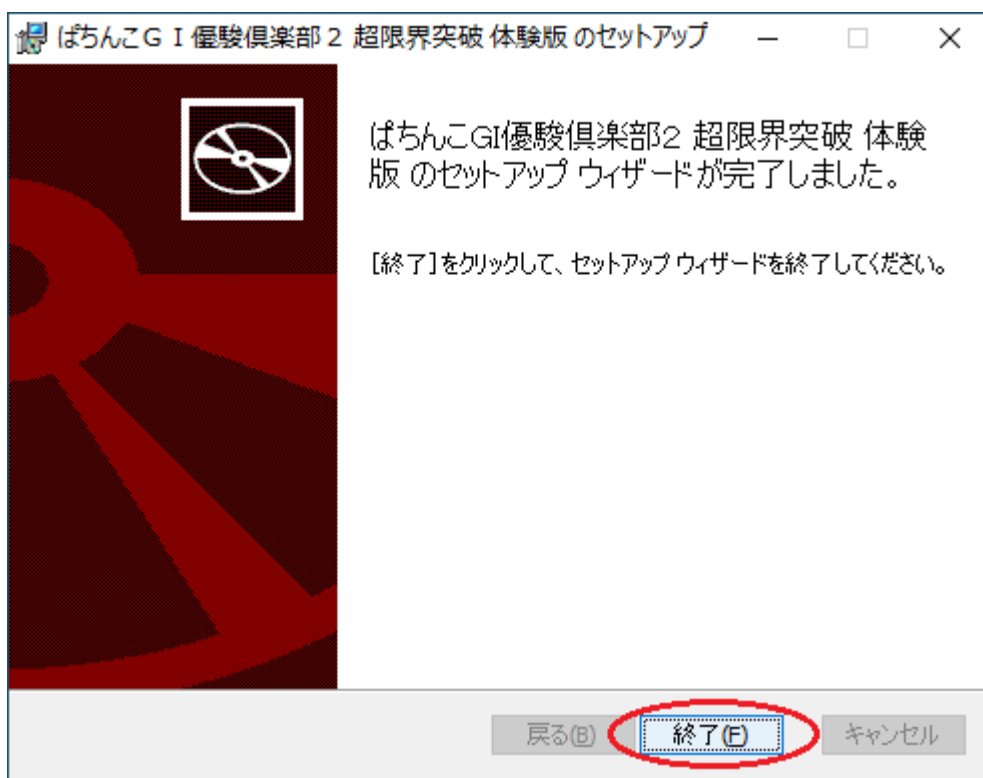 ぱちんこＧⅠ優駿倶楽部２ 超限界突破 体験版 のセットアップ
ぱちんこGI優駿倶楽部2 超限界突破 体験
版 のセットアップ ウィザードが完了しました。
[終了]をクリックして、セットアップ ウィザードを終了してください。
戻る(B) 終了(F) キャンセル